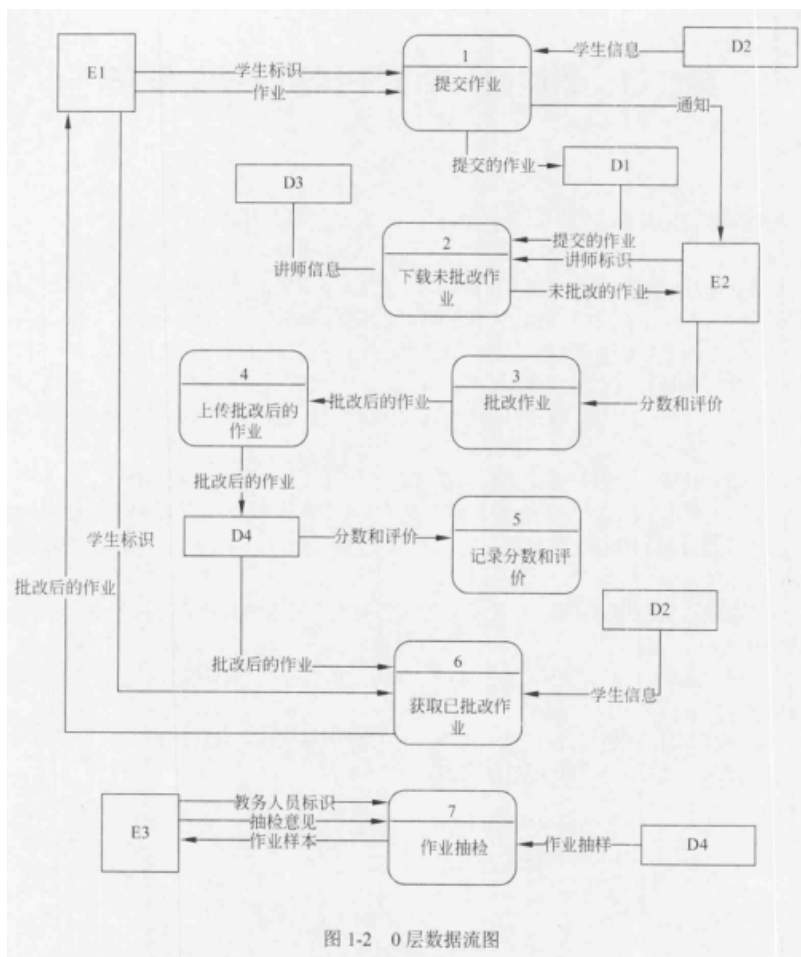 E1
学生标识
作业
1
提交作业
学生信息
D2
通知
提交的作业
D1
D3
讲师信息
2
下载未批改作
业
提交的作业
讲师标识
未批改的作业
E2
4
上传批改后的
作业
批改后的作业
3
批改作业
分数和评价
批改后的作业
D4
分数和评价
5
记录分数和评
价
学生标识
批改后的作业
D2
批改后的作业
6
获取已批改作
业
学生信息
E3
教务人员标识
抽检意见
作业样本
7
作业抽检
作业抽样
D4
图 1-2 0 层数据流图